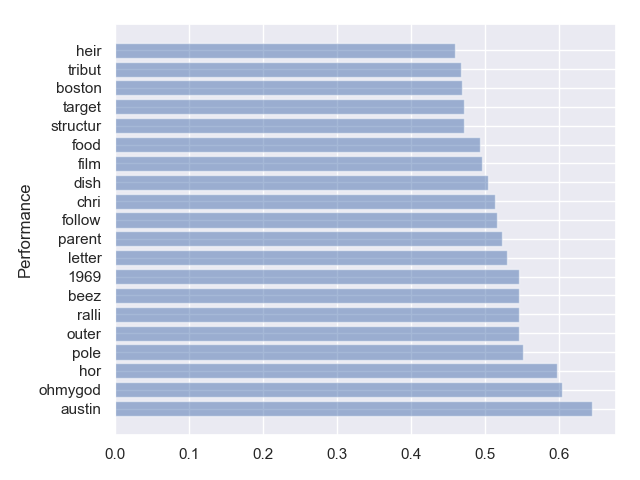 heir
tribut
boston
target
structur
food
film
dish
chri
follow
parent
letter
1969
beez
ralli
outer
pole
hor
ohmygod
austin
Performance
0.0 0.1 0.2 0.3 0.4 0.5 0.6